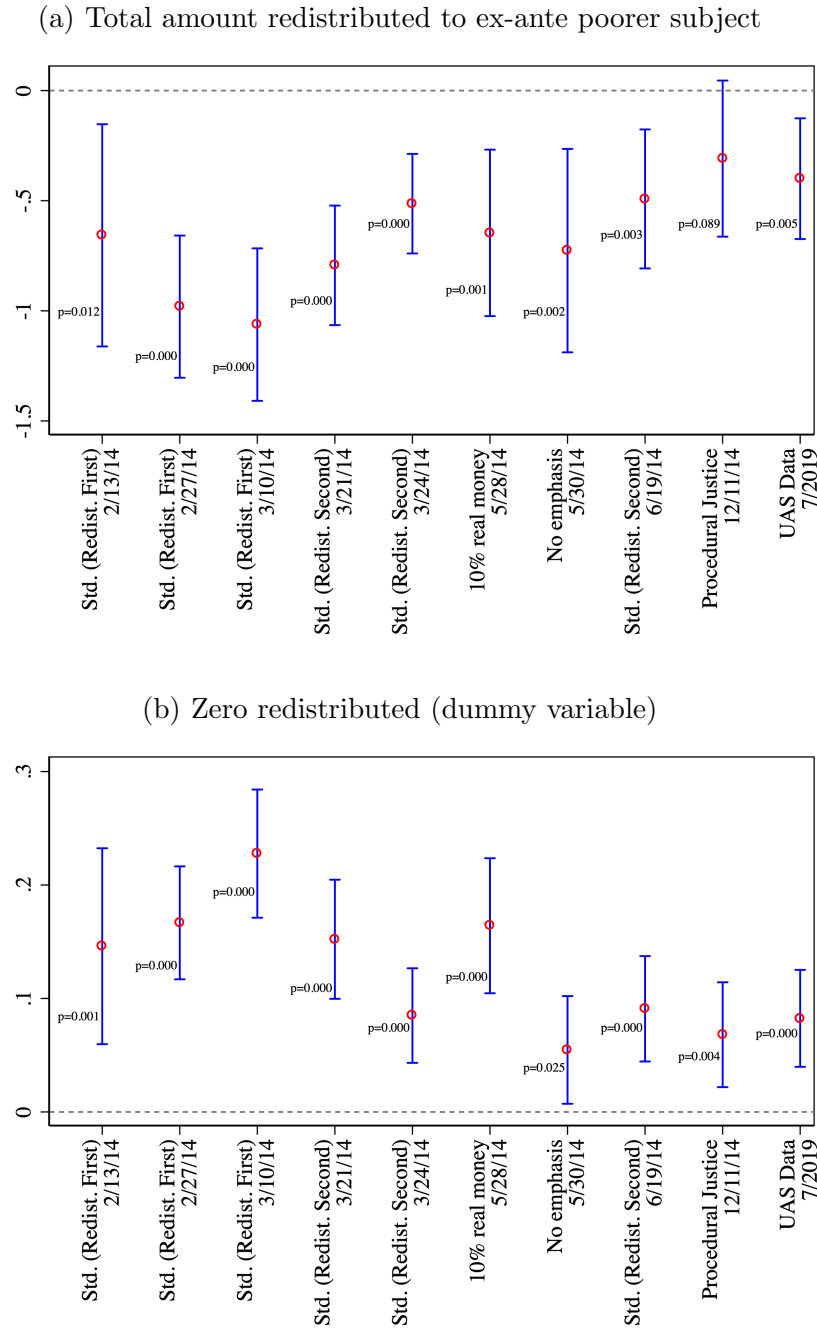 (a) Total amount redistributed to ex-ante poorer subject
0
-.5
-1
-1.5
p=0.012
p=0.000
p=0.000
p=0.000
p=0.000
p=0.001
p=0.002
p=0.003
p=0.089
p=0.005
Std. (Redist. First)
2/13/14
Std. (Redist. First)
2/27/14
Std. (Redist. First)
3/10/14
Std. (Redist. Second)
3/21/14
Std. (Redist. Second)
3/24/14
10% real money
5/28/14
No emphasis
5/30/14
Std. (Redist. Second)
6/19/14
Procedural Justice
12/11/14
UAS Data
7/2019
(b) Zero redistributed (dummy variable)
.3
.2
.1
0
p=0.001
p=0.000
p=0.000
p=0.000
p=0.000
p=0.000
p=0.025
p=0.000
p=0.004
p=0.000
Std. (Redist. First)
2/13/14
Std. (Redist. First)
2/27/14
Std. (Redist. First)
3/10/14
Std. (Redist. Second)
3/21/14
Std. (Redist. Second)
3/24/14
10% real money
5/28/14
No emphasis
5/30/14
Std. (Redist. Second)
6/19/14
Procedural Justice
12/11/14
UAS Data
7/2019